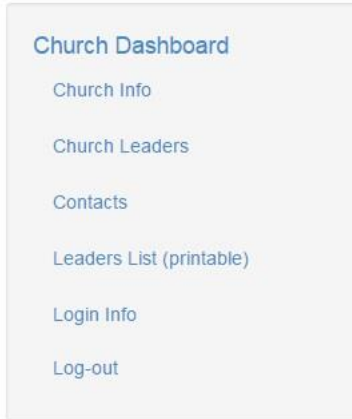 Church Dashboard
Church Info
Church Leaders
Contacts
Leaders List (printable)
Login Info
Log-out